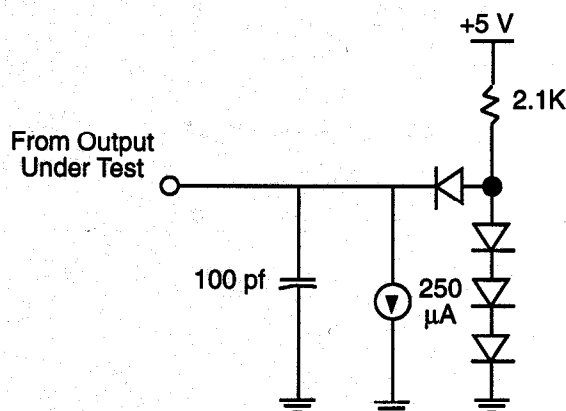 +5 V
2.1K
From Output
Under Test
100 pf
250
µA